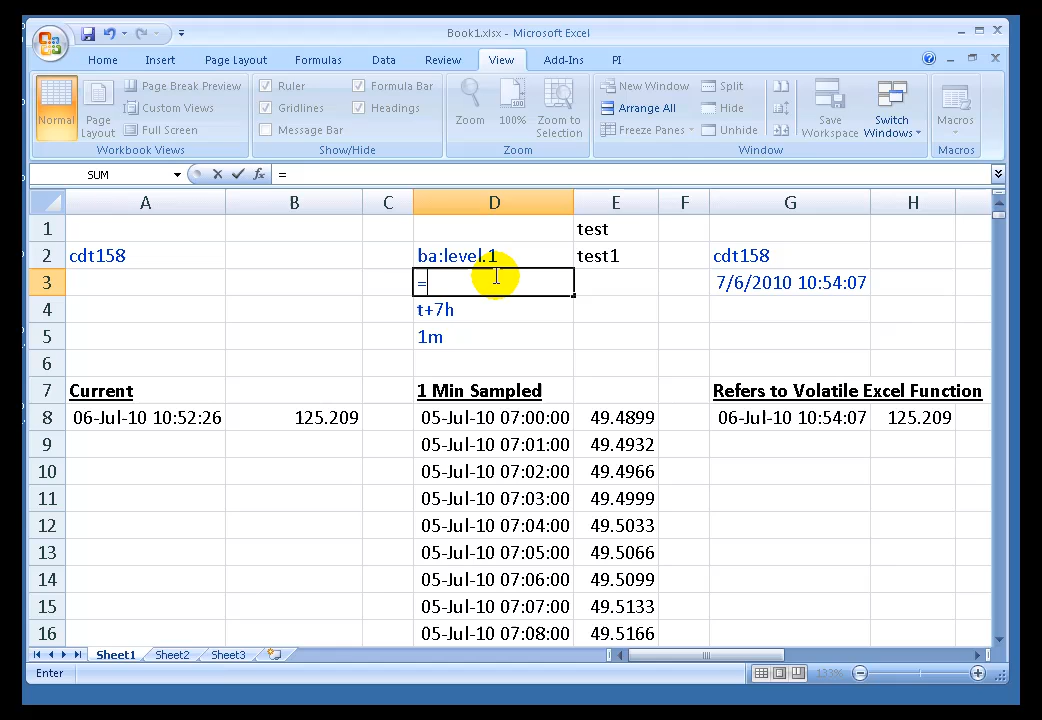 Book1.xlsx - Microsoft Excel
Home Insert Page Layout Formulas Data Review View Add-Ins PI
Normal
Page Layout
Page Break Preview
Custom Views
Full Screen
Workbook Views
Ruler
Formula Bar
Gridlines
Headings
Message Bar
Show/Hide
Zoom
100%
Zoom to Selection
Zoom
New Window
Arrange All
Freeze Panes
Split
Hide
Unhide
Save Workspace
Switch Windows
Window
Macros
Macros
SUM fx =
A B C D E F G H
1 test
2 cdt158 ba:level.1 test1 cdt158
3 = 7/6/2010 10:54:07
4 t+7h
5 1m
6
7 Current 1 Min Sampled Refers to Volatile Excel Function
8 06-Jul-10 10:52:26 125.209 05-Jul-10 07:00:00 49.4899 06-Jul-10 10:54:07 125.209
9 05-Jul-10 07:01:00 49.4932
10 05-Jul-10 07:02:00 49.4966
11 05-Jul-10 07:03:00 49.4999
12 05-Jul-10 07:04:00 49.5033
13 05-Jul-10 07:05:00 49.5066
14 05-Jul-10 07:06:00 49.5099
15 05-Jul-10 07:07:00 49.5133
16 05-Jul-10 07:08:00 49.5166
Sheet1 Sheet2 Sheet3
Enter 133%